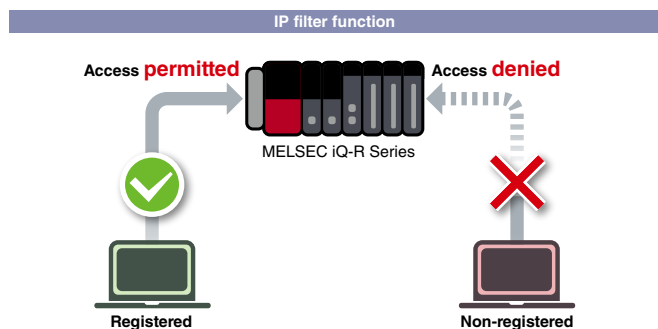 IP filter function
Access permitted
Access denied
MELSEC iQ-R Series
Registered
Non-registered